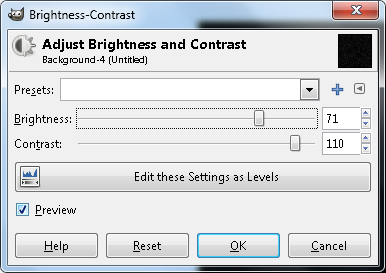 Brightness-Contrast
Adjust Brightness and Contrast
Background-4 (Untitled)
Presets:
Brightness: 71
Contrast: 110
Edit these Settings as Levels
Preview
Help Reset OK Cancel